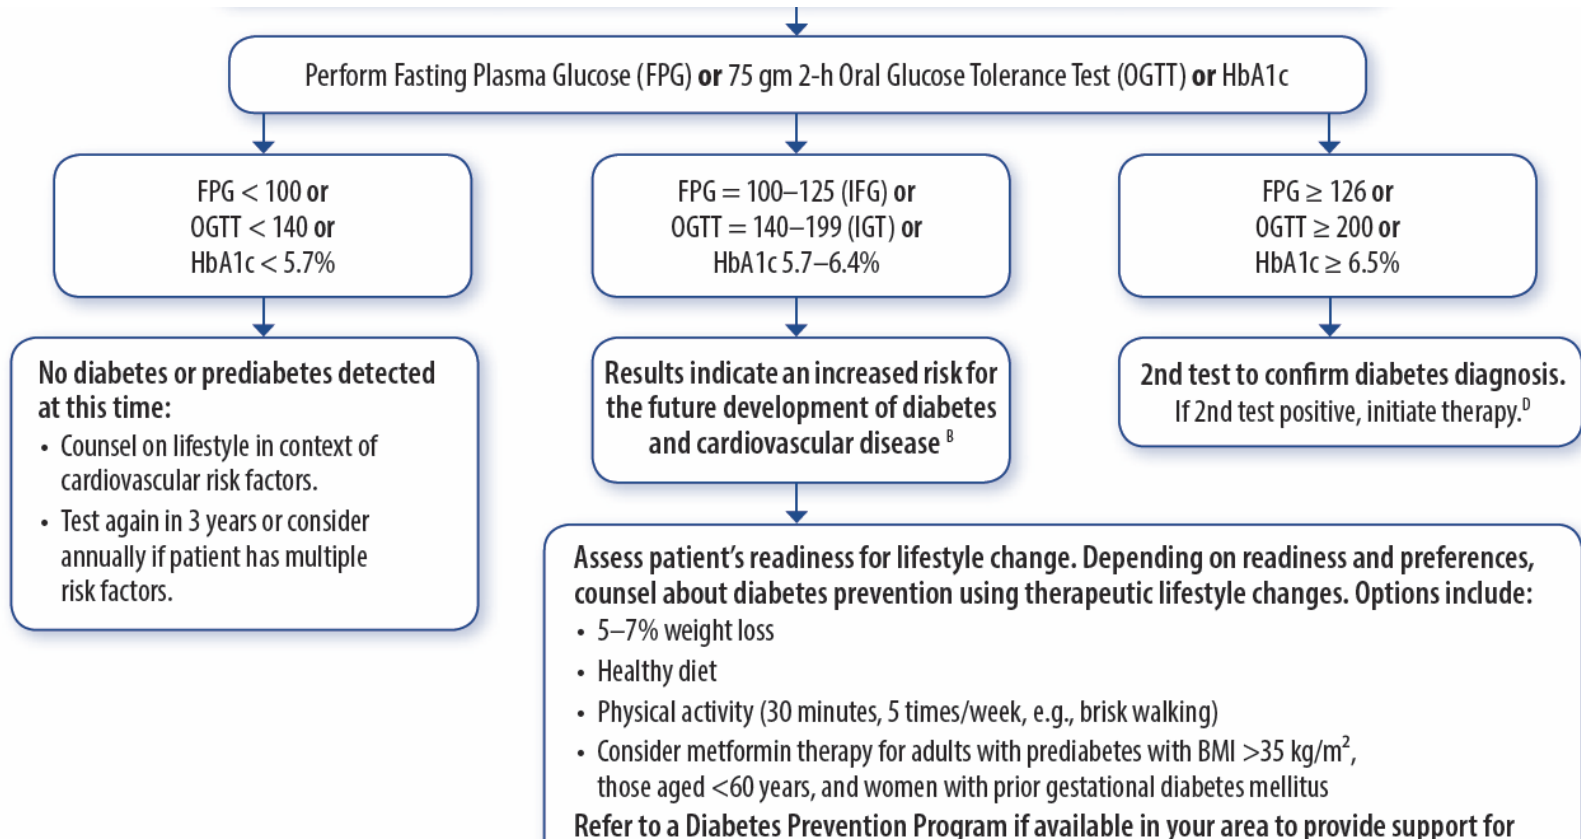 Perform Fasting Plasma Glucose (FPG) or 75 gm 2-h Oral Glucose Tolerance Test (OGTT) or HbA1c
FPG < 100 or
OGTT < 140 or
HbA1c < 5.7%
FPG = 100–125 (IFG) or
OGTT = 140–199 (IGT) or
HbA1c 5.7–6.4%
FPG ≥ 126 or
OGTT ≥ 200 or
HbA1c ≥ 6.5%
No diabetes or prediabetes detected
at this time:
• Counsel on lifestyle in context of
cardiovascular risk factors.
• Test again in 3 years or consider
annually if patient has multiple
risk factors.
Results indicate an increased risk for
the future development of diabetes
and cardiovascular disease ᴮ
2nd test to confirm diabetes diagnosis.
If 2nd test positive, initiate therapy.ᴰ
Assess patient’s readiness for lifestyle change. Depending on readiness and preferences,
counsel about diabetes prevention using therapeutic lifestyle changes. Options include:
• 5–7% weight loss
• Healthy diet
• Physical activity (30 minutes, 5 times/week, e.g., brisk walking)
• Consider metformin therapy for adults with prediabetes with BMI >35 kg/m²,
those aged <60 years, and women with prior gestational diabetes mellitus
Refer to a Diabetes Prevention Program if available in your area to provide support for